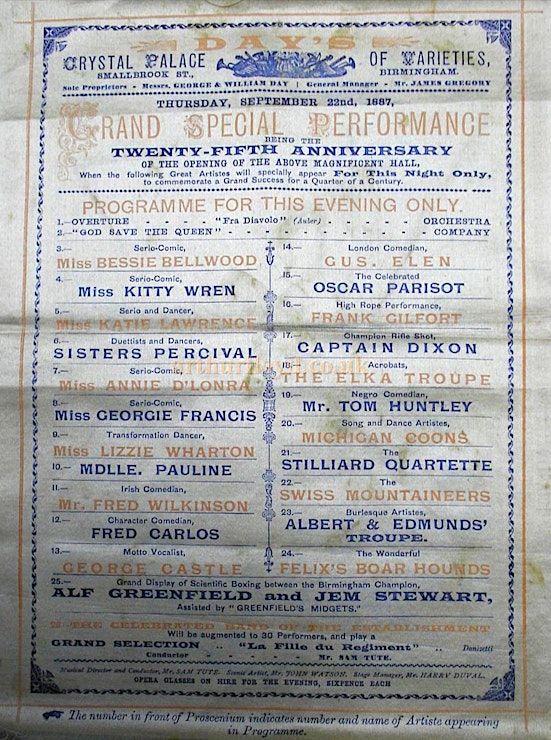 DAY'S
CRYSTAL PALACE OF VARIETIES,
SMALLBROOK ST., BIRMINGHAM.
Sole Proprietors - Messrs. GEORGE & WILLIAM DAY | General Manager - Mr. JAMES GREGORY
THURSDAY, SEPTEMBER 22nd, 1887,
GRAND SPECIAL PERFORMANCE
BEING THE
TWENTY-FIFTH ANNIVERSARY
OF THE OPENING OF THE ABOVE MAGNIFICENT HALL,
When the following Great Artistes will specially appear For This Night Only,
to commemorate a Grand Success for a Quarter of a Century.
PROGRAMME FOR THIS EVENING ONLY.
1.—OVERTURE - - - - - "Fra Diavolo" (Auber) - - - - - ORCHESTRA
2.—"GOD SAVE THE QUEEN" - - - - - COMPANY
3.— Serio-Comic,
Miss BESSIE BELLWOOD
4.— Serio-Comic,
Miss KITTY WREN
5.— Serio and Dancer,
Miss KATIE LAWRENCE
6.— Duettists and Dancers,
SISTERS PERCIVAL
7.— Serio-Comic,
Miss ANNIE D'LONRA
8.— Serio-Comic,
Miss GEORGIE FRANCIS
9.— Transformation Dancer,
Miss LIZZIE WHARTON
10.— MDLLE. PAULINE
11.— Irish Comedian,
Mr. FRED WILKINSON
12.— Character Comedian,
FRED CARLOS
13.— Motto Vocalist,
GEORGE CASTLE
14.— London Comedian,
GUS. ELEN
15.— The Celebrated
OSCAR PARISOT
16.— High Rope Performance,
FRANK GILFORT
17.— Champion Rifle Shot,
CAPTAIN DIXON
18.— Acrobats,
THE ELKA TROUPE
19.— Negro Comedian,
Mr. TOM HUNTLEY
20.— Song and Dance Artistes,
MICHIGAN COONS
21.— The
STILLIARD QUARTETTE
22.— The
SWISS MOUNTAINEERS
23.— Burlesque Artistes,
ALBERT & EDMUNDS'
TROUPE.
24.— The Wonderful
FELIX'S BOAR HOUNDS
25.— Grand Display of Scientific Boxing between the Birmingham Champion,
ALF GREENFIELD and JEM STEWART,
Assisted by "GREENFIELD'S MIDGETS."
THE CELEBRATED BAND OF THE ESTABLISHMENT
Will be augmented to 30 Performers, and play a
GRAND SELECTION .. "La Fille du Regiment" .. Donizetti
Conductor - - - - - Mr. SAM TUTE.
Musical Director and Conductor, Mr. SAM TUTE. Scenic Artist, Mr. JOHN WATSON. Stage Manager, Mr. HARRY DUVAL.
OPERA GLASSES ON HIRE FOR THE EVENING, SIXPENCE EACH
The number in front of Proscenium indicates number and name of Artiste appearing
in Programme.